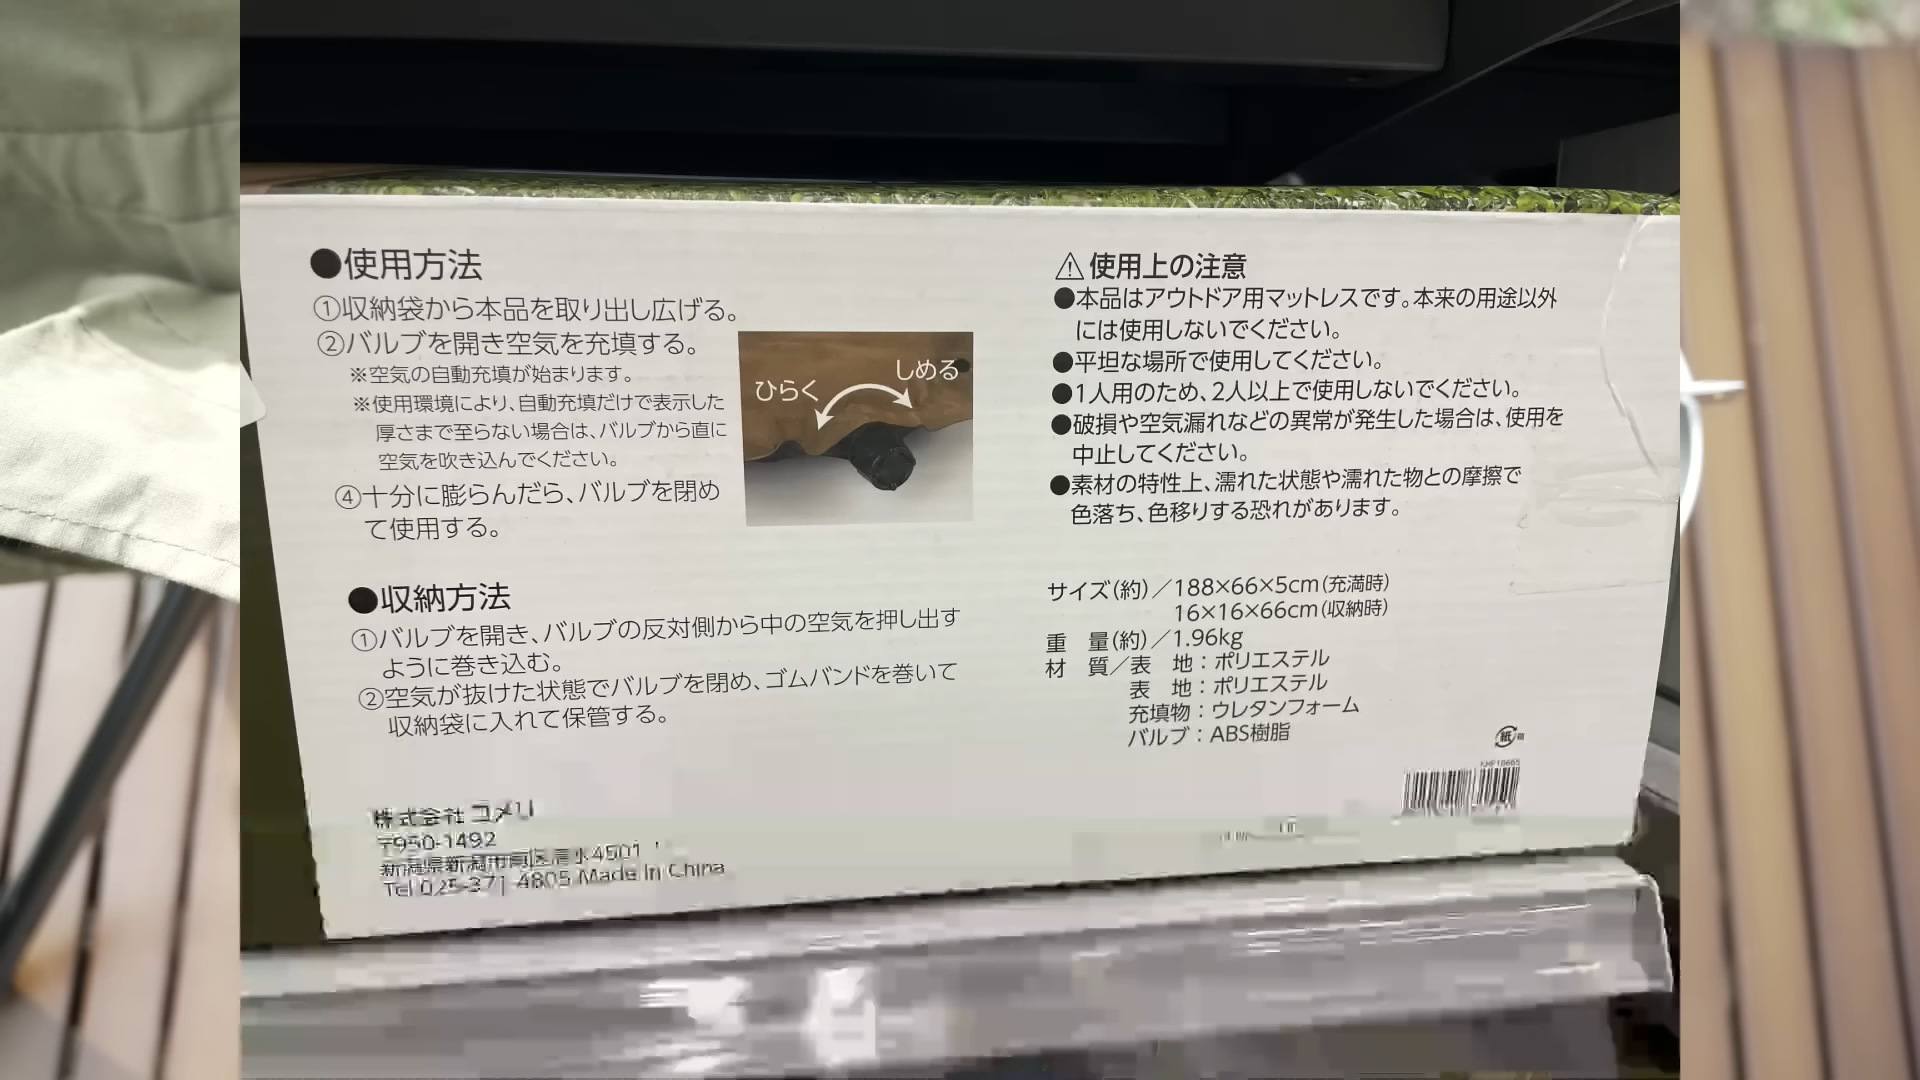 ●使用方法
①収納袋から本品を取り出し広げる。
②バルブを開き空気を充填する。
※空気の自動充填が始まります。
※使用環境により、自動充填だけで表示した
厚さまで至らない場合は、バルブから直に
空気を吹き込んでください。
④十分に膨らんだら、バルブを閉め
て使用する。
ひらく
しめる
●収納方法
①バルブを開き、バルブの反対側から中の空気を押し出す
ように巻き込む。
②空気が抜けた状態でバルブを閉め、ゴムバンドを巻いて
収納袋に入れて保管する。
株式会社 コメリ
〒950-1492
新潟県新潟市南区清水4501
Tel 025-371-4805 Made In China
⚠使用上の注意
●本品はアウトドア用マットレスです。本来の用途以外
には使用しないでください。
●平坦な場所で使用してください。
●1人用のため、2人以上で使用しないでください。
●破損や空気漏れなどの異常が発生した場合は、使用を
中止してください。
●素材の特性上、濡れた状態や濡れた物との摩擦で
色落ち、色移りする恐れがあります。
サイズ(約)/188×66×5cm(充満時)
16×16×66cm(収納時)
重 量(約)/1.96kg
材 質/表 地:ポリエステル
表 地:ポリエステル
充填物:ウレタンフォーム
バルブ:ABS樹脂
紙